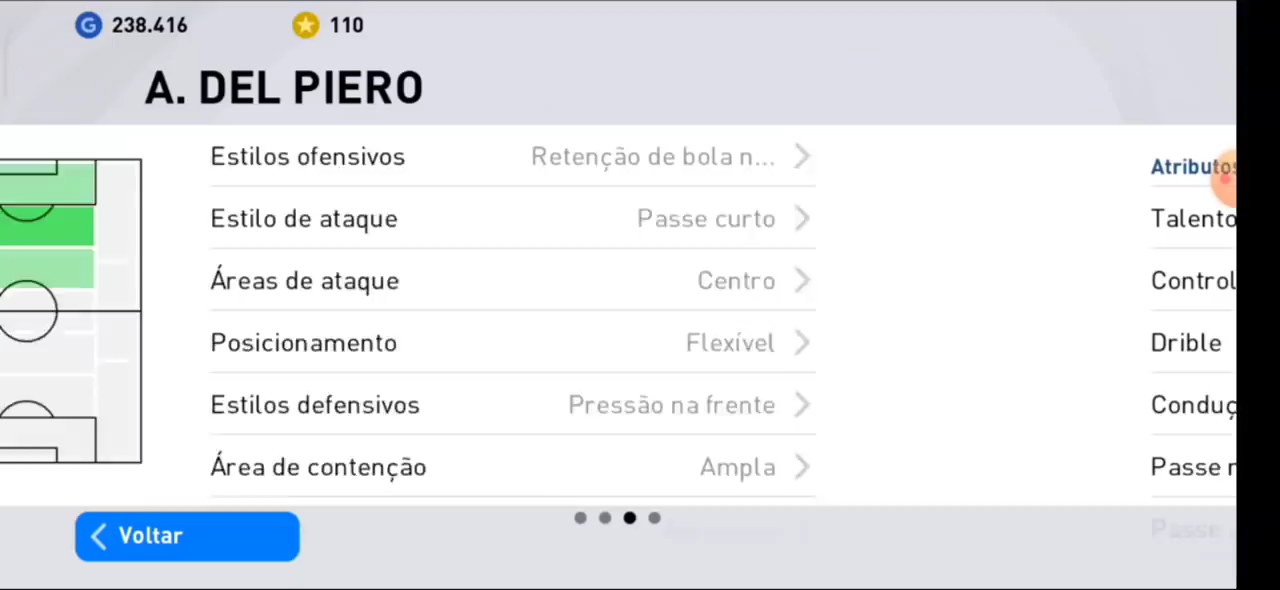 G 238.416 110
A. DEL PIERO
Estilos ofensivos Retenção de bola n...
Estilo de ataque Passe curto
Áreas de ataque Centro
Posicionamento Flexível
Estilos defensivos Pressão na frente
Área de contenção Ampla
Atributos
Talento
Control
Drible
Conduç
Passe r
Passe
Voltar